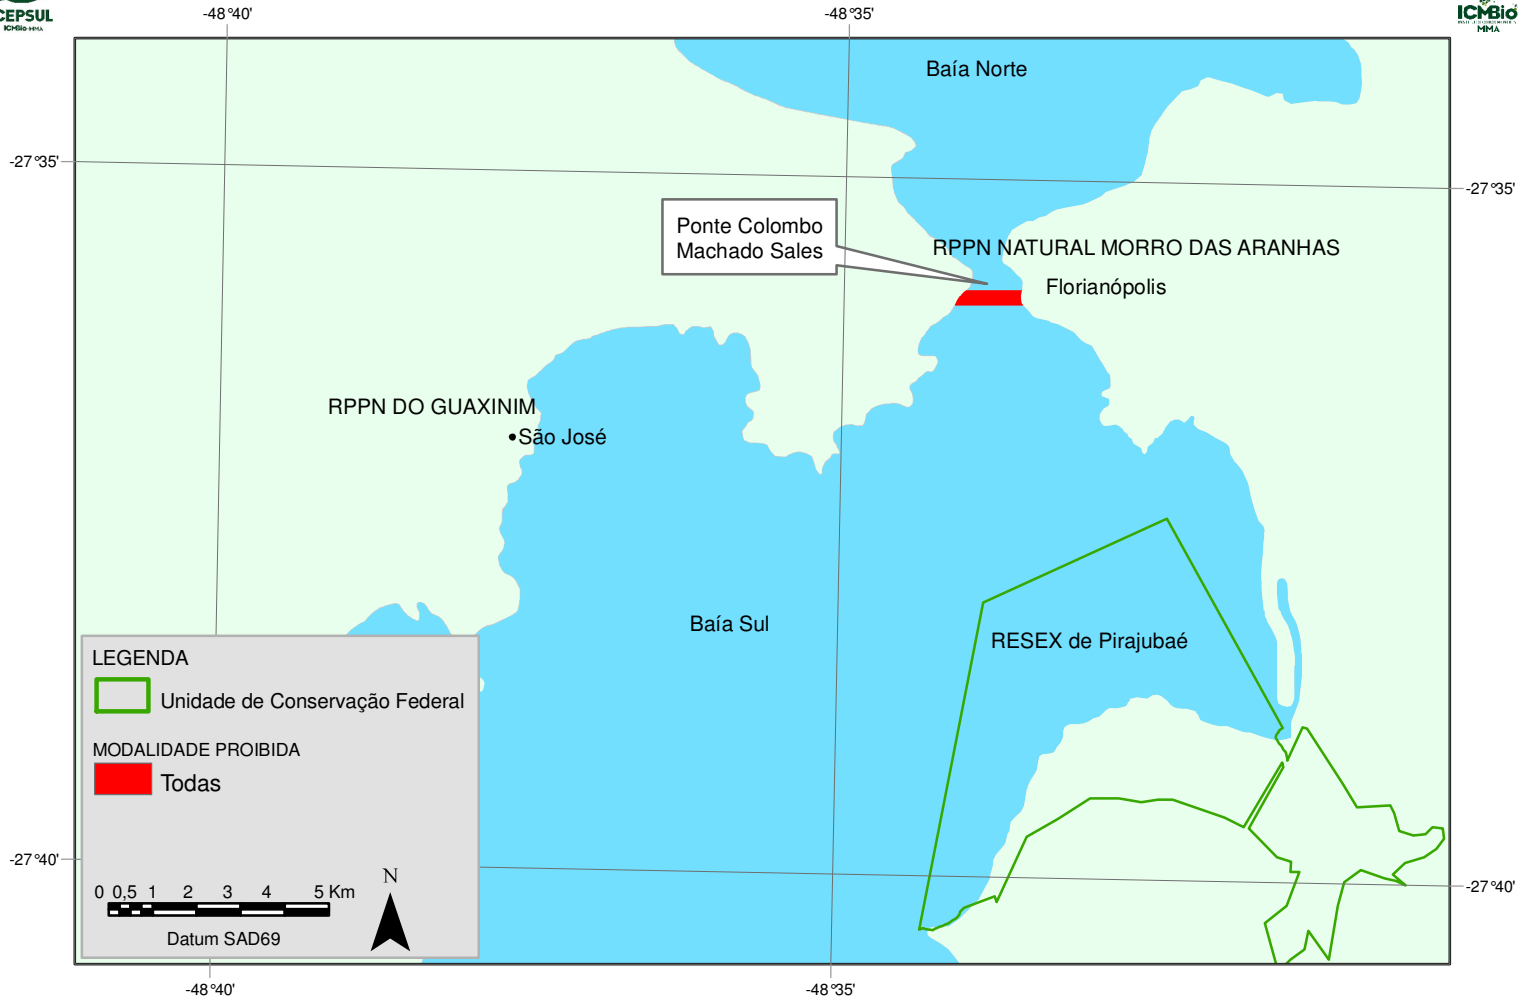 CEPSUL
ICMBio-MMA
-48°40'
-48°35'
ICMBio
MMA
Baía Norte
-27°35'
-27°35'
Ponte Colombo
Machado Sales
RPPN NATURAL MORRO DAS ARANHAS
Florianópolis
RPPN DO GUAXINIM
São José
Baía Sul
RESEX de Pirajubaé
LEGENDA
Unidade de Conservação Federal
MODALIDADE PROIBIDA
Todas
-27°40'
-27°40'
N
0 0,5 1 2 3 4 5 Km
Datum SAD69
-48°40'
-48°35'